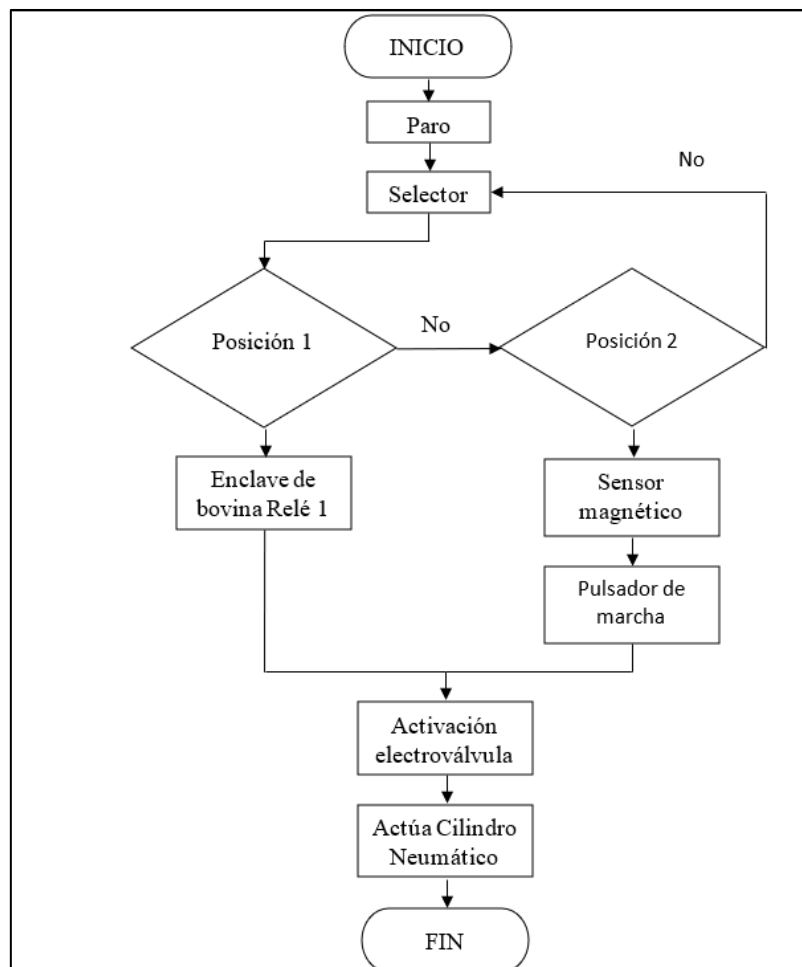 INICIO
Paro
No
Selector
Posición 1
No
Posición 2
Enclave de
bovina Relé 1
Sensor
magnético
Pulsador de
marcha
Activación
electroválvula
Actúa Cilindro
Neumático
FIN